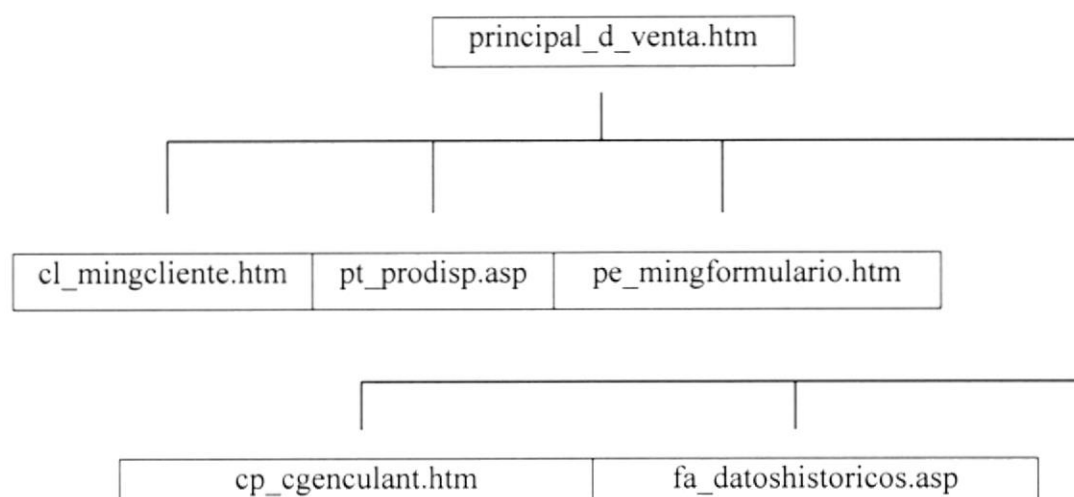 principal_d_venta.htm
cl_mingcliente.htm pt_prodisp.asp pe_mingformulario.htm
cp_cgenculant.htm fa_datoshistoricos.asp